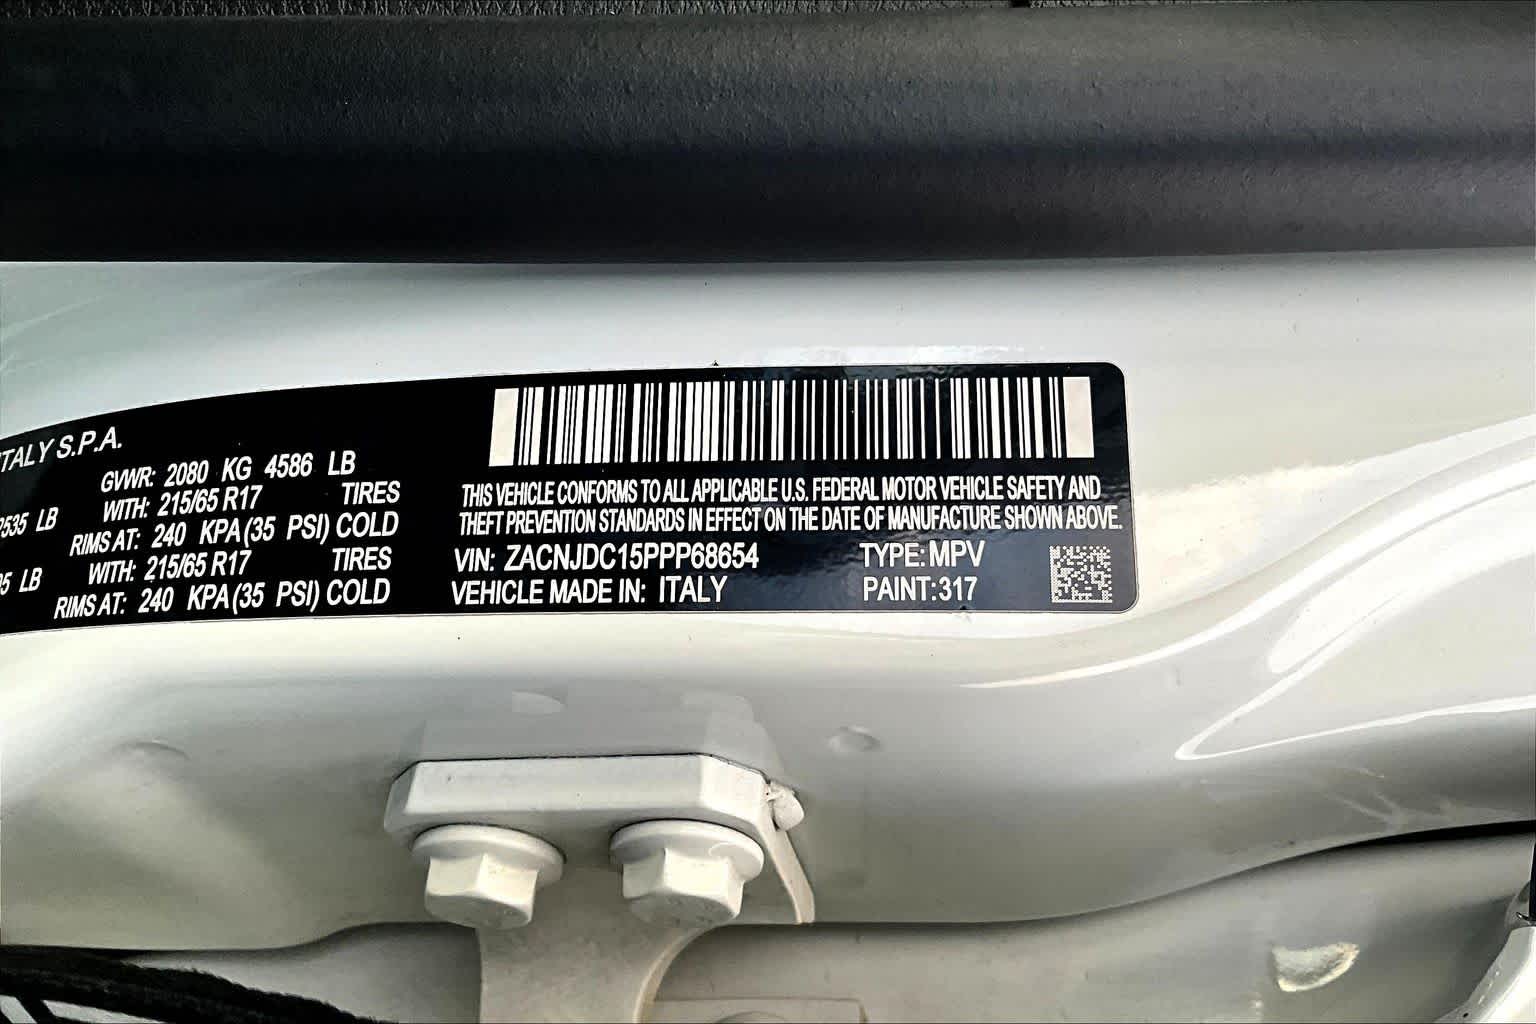 ITALY S.P.A.
GVWR: 2080 KG 4586 LB
WITH: 215/65 R17 TIRES
2535 LB RIMS AT: 240 KPA (35 PSI) COLD
WITH: 215/65 R17 TIRES
LB RIMS AT: 240 KPA (35 PSI) COLD
THIS VEHICLE CONFORMS TO ALL APPLICABLE U.S. FEDERAL MOTOR VEHICLE SAFETY AND
THEFT PREVENTION STANDARDS IN EFFECT ON THE DATE OF MANUFACTURE SHOWN ABOVE.
VIN: ZACNJDC15PPP68654 TYPE: MPV
VEHICLE MADE IN: ITALY PAINT: 317